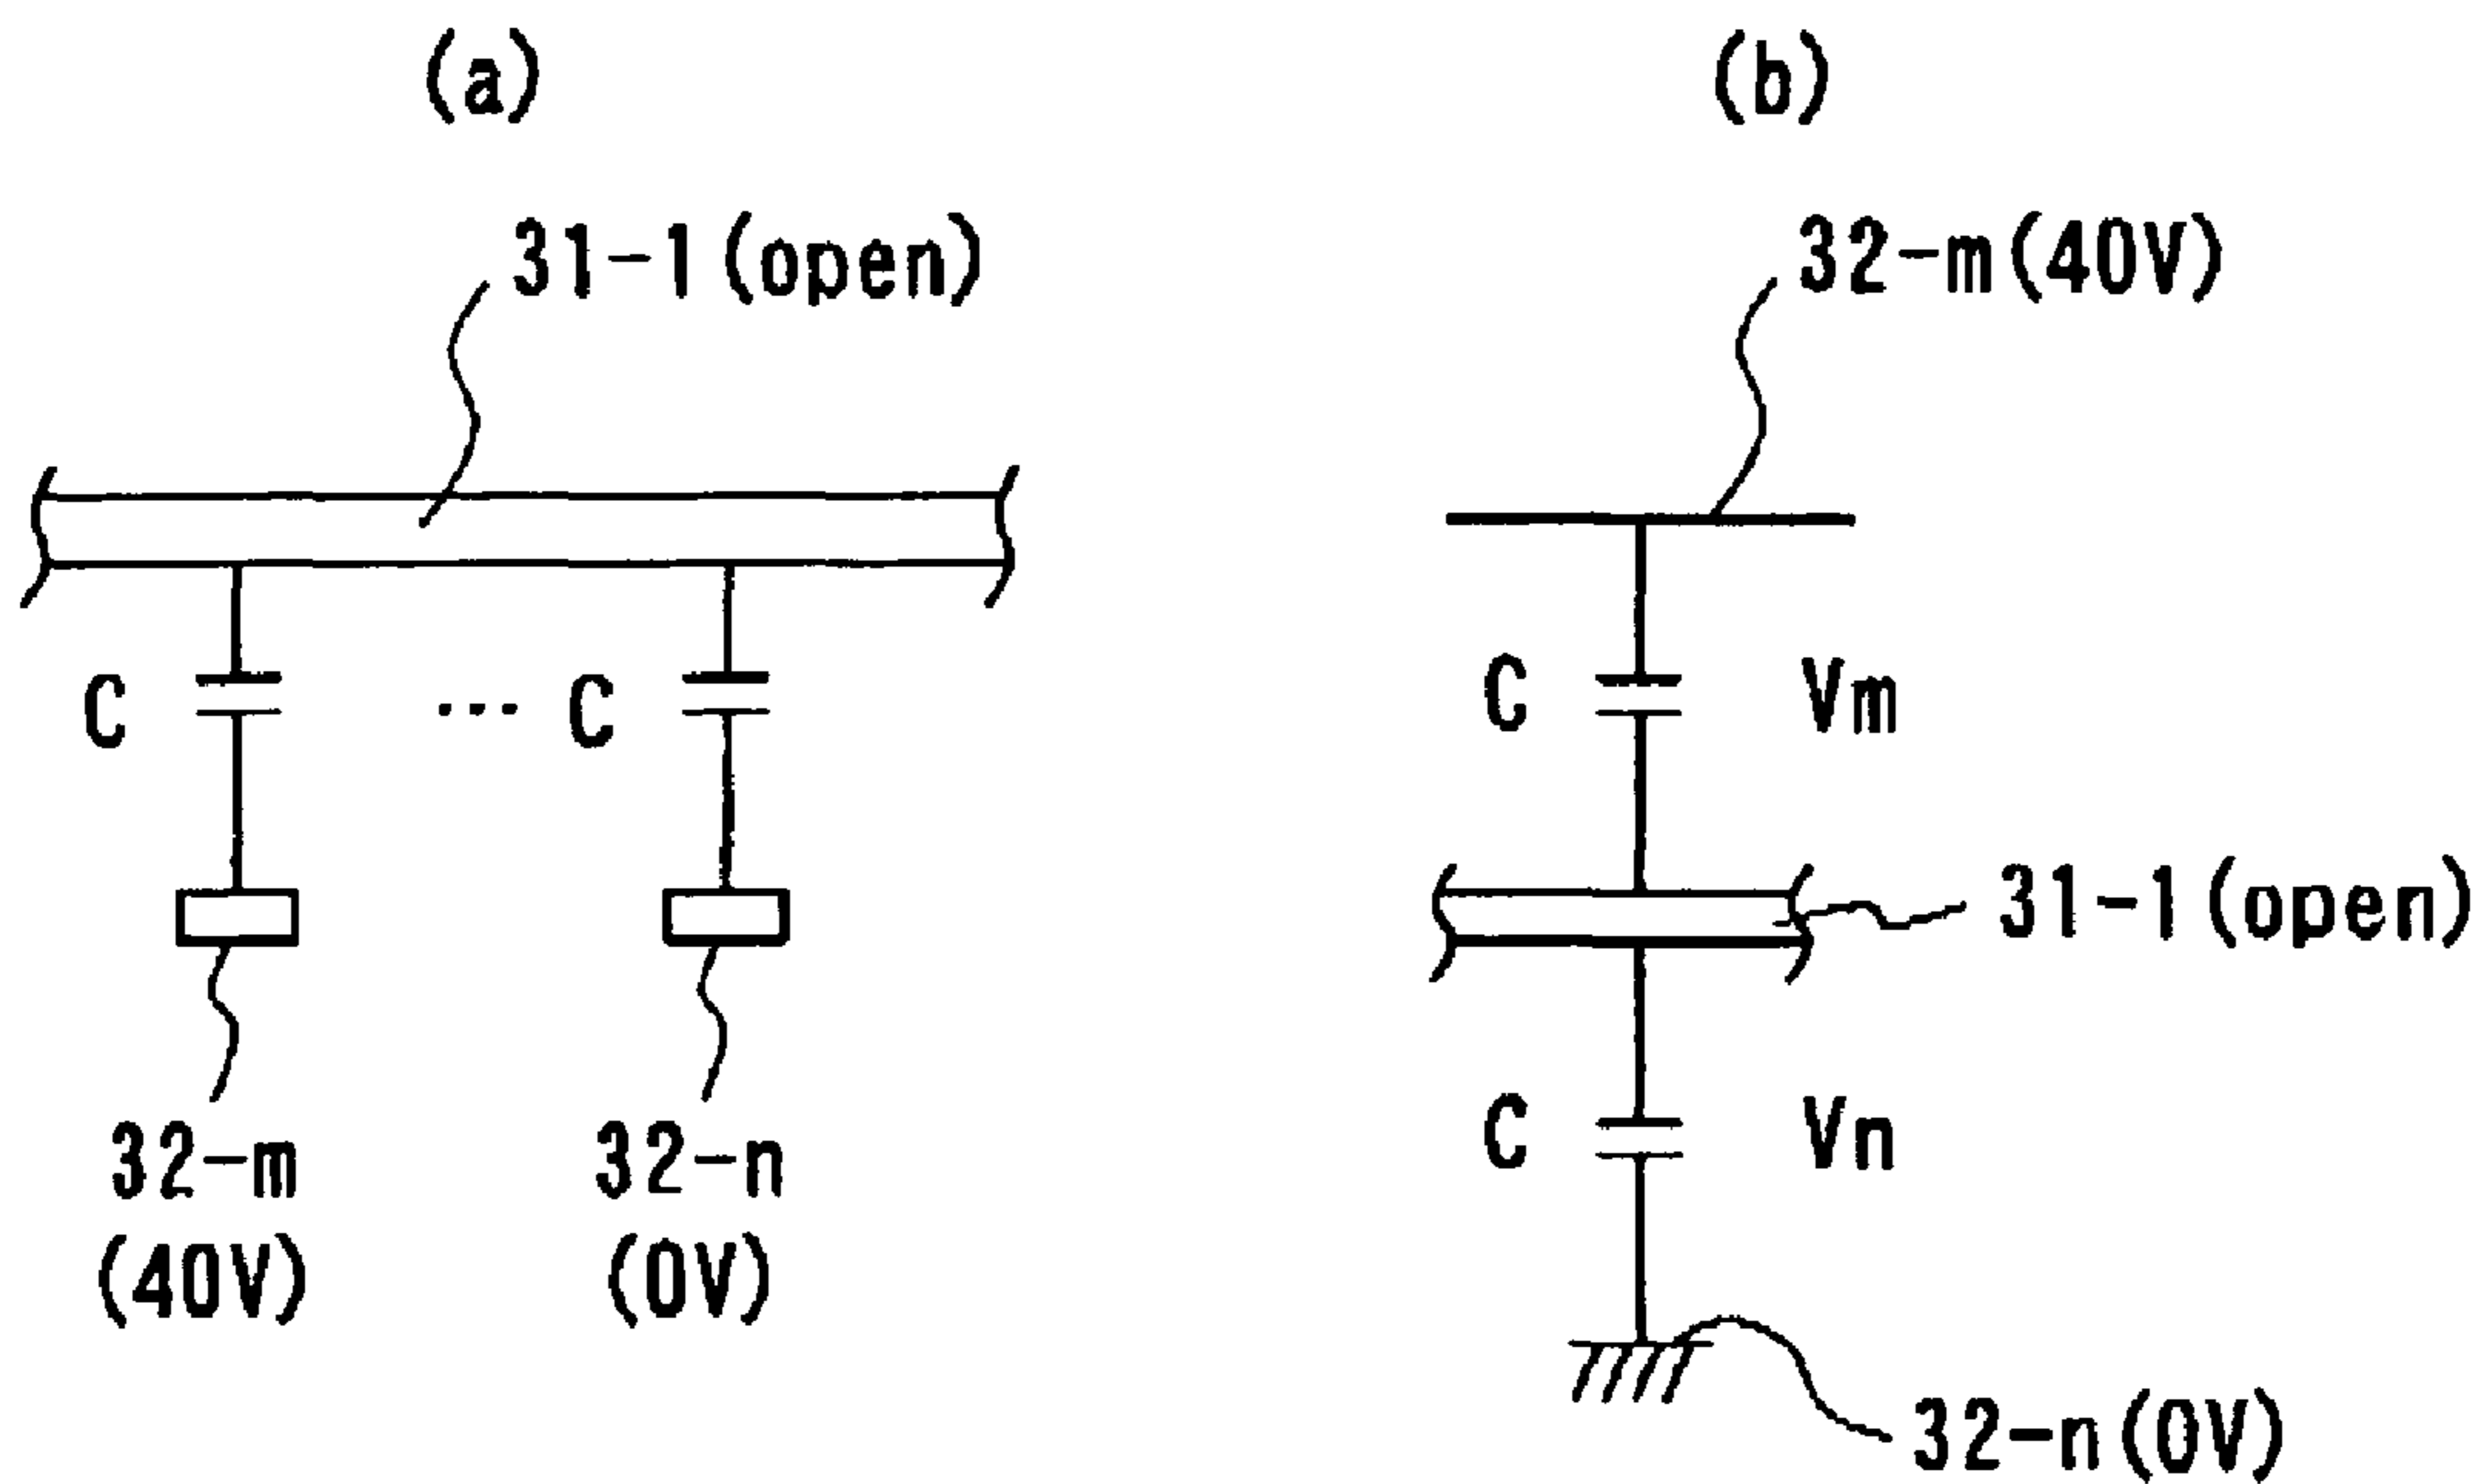 (a)
31-1(open)
C ... C
32-m
(40V)
32-n
(0V)
(b)
32-m(40V)
C Vm
31-1(open)
C Vn
32-n(0V)